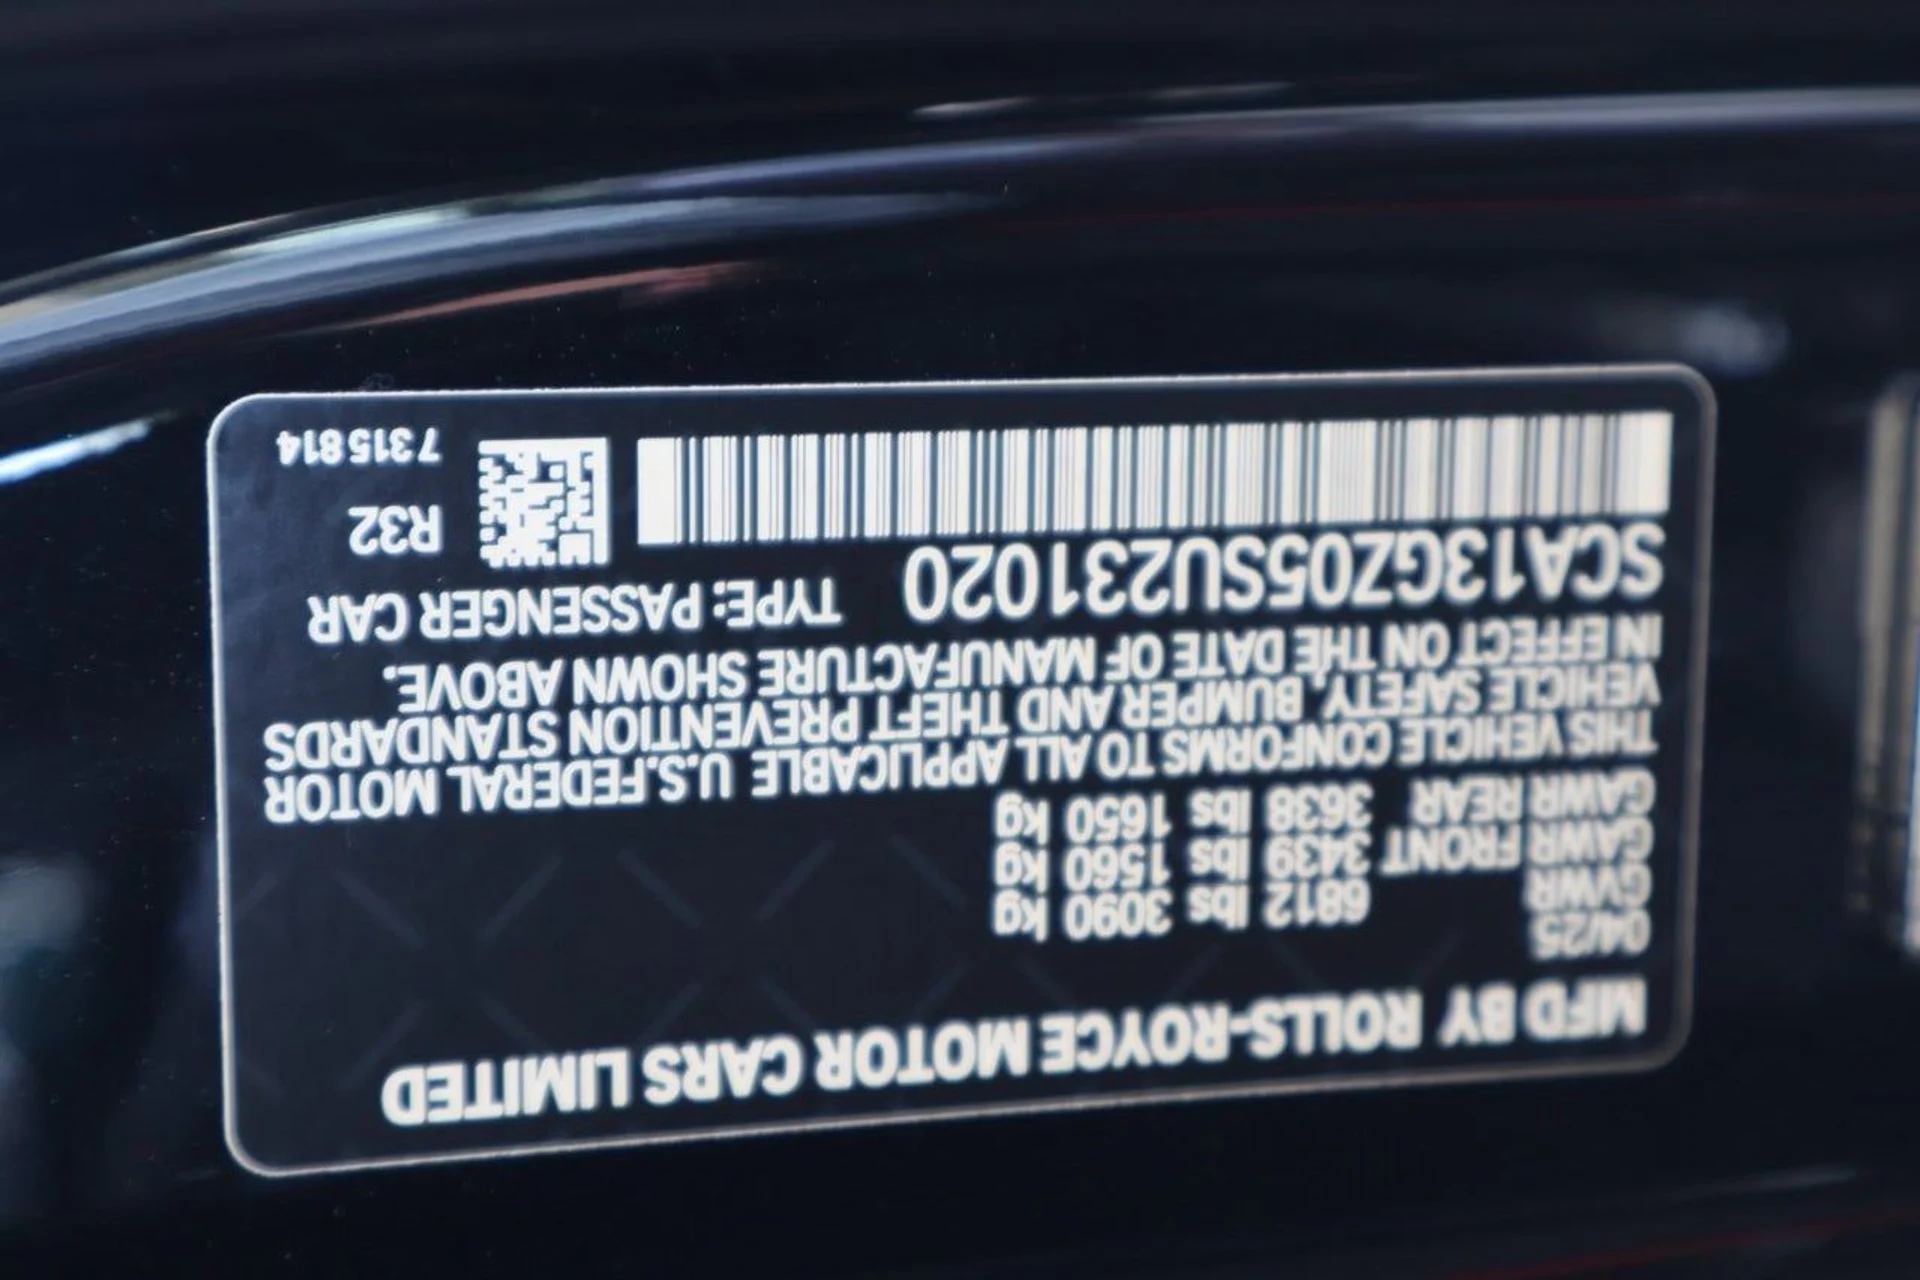 MFD BY ROLLS-ROYCE MOTOR CARS LIMITED
04/25
GVWR 6812 lbs 3090 kg
GAWR FRONT 3439 lbs 1560 kg
GAWR REAR 3638 lbs 1650 kg
THIS VEHICLE CONFORMS TO ALL APPLICABLE U.S.FEDERAL MOTOR
VEHICLE SAFETY, BUMPER AND THEFT PREVENTION STANDARDS
IN EFFECT ON THE DATE OF MANUFACTURE SHOWN ABOVE.
SCA13GZ05SU231020 TYPE: PASSENGER CAR
R32
7315814